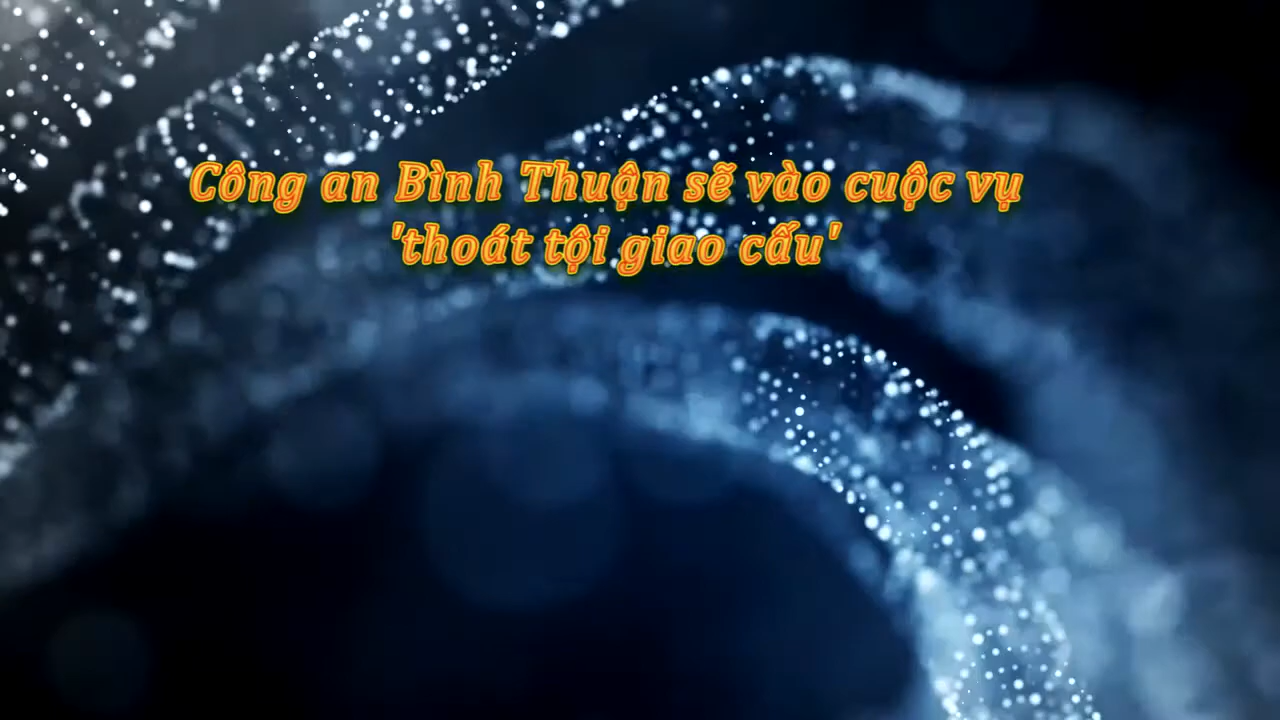 Công an Bình Thuận sẽ vào cuộc vụ
'thoát tội giao cấu'